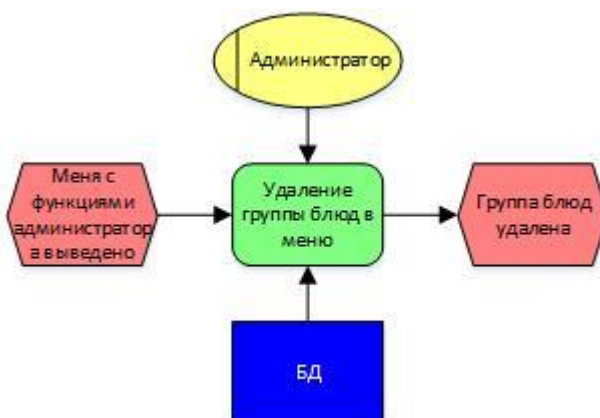 Администратор
Меня с
функциями
администратор
а выведено
Удаление
группы блюд в
меню
Группа блюд
удалена
БД